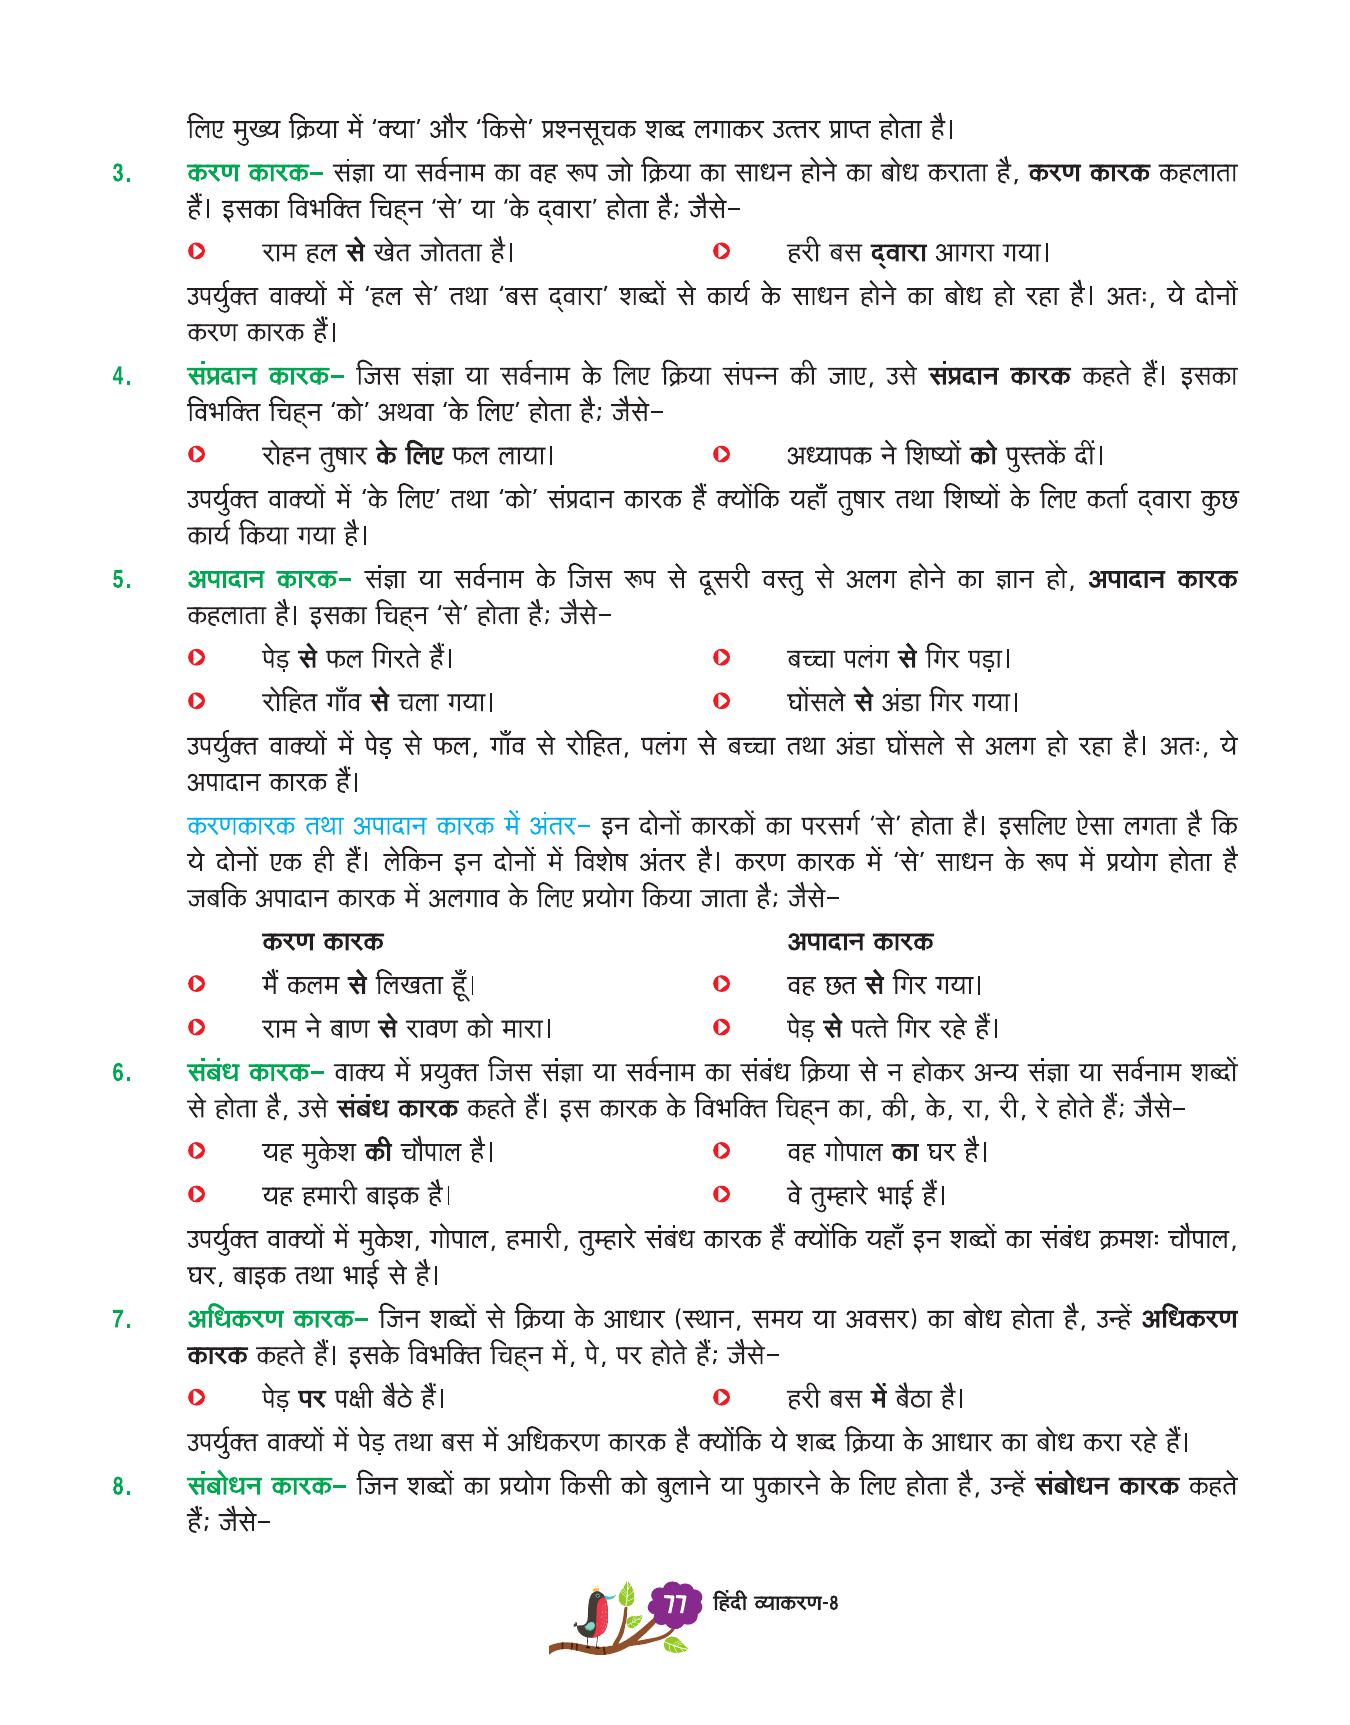 लिए मुख्य क्रिया में ‘क्या’ और ‘किसे’ प्रश्नसूचक शब्द लगाकर उत्तर प्राप्त होता है।
3. करण कारक– संज्ञा या सर्वनाम का वह रूप जो क्रिया का साधन होने का बोध कराता है, करण कारक कहलाता
हैं। इसका विभक्ति चिह्न ‘से’ या ‘के द्वारा’ होता है; जैसे–
राम हल से खेत जोतता है। हरी बस द्वारा आगरा गया।
उपर्युक्त वाक्यों में ‘हल से’ तथा ‘बस द्वारा’ शब्दों से कार्य के साधन होने का बोध हो रहा है। अतः, ये दोनों
करण कारक हैं।
4. संप्रदान कारक– जिस संज्ञा या सर्वनाम के लिए क्रिया संपन्न की जाए, उसे संप्रदान कारक कहते हैं। इसका
विभक्ति चिह्न ‘को’ अथवा ‘के लिए’ होता है; जैसे–
रोहन तुषार के लिए फल लाया। अध्यापक ने शिष्यों को पुस्तकें दीं।
उपर्युक्त वाक्यों में ‘के लिए’ तथा ‘को’ संप्रदान कारक हैं क्योंकि यहाँ तुषार तथा शिष्यों के लिए कर्ता द्वारा कुछ
कार्य किया गया है।
5. अपादान कारक– संज्ञा या सर्वनाम के जिस रूप से दूसरी वस्तु से अलग होने का ज्ञान हो, अपादान कारक
कहलाता है। इसका चिह्न ‘से’ होता है; जैसे–
पेड़ से फल गिरते हैं। बच्चा पलंग से गिर पड़ा।
रोहित गाँव से चला गया। घोंसले से अंडा गिर गया।
उपर्युक्त वाक्यों में पेड़ से फल, गाँव से रोहित, पलंग से बच्चा तथा अंडा घोंसले से अलग हो रहा है। अतः, ये
अपादान कारक हैं।
करणकारक तथा अपादान कारक में अंतर– इन दोनों कारकों का परसर्ग ‘से’ होता है। इसलिए ऐसा लगता है कि
ये दोनों एक ही हैं। लेकिन इन दोनों में विशेष अंतर है। करण कारक में ‘से’ साधन के रूप में प्रयोग होता है
जबकि अपादान कारक में अलगाव के लिए प्रयोग किया जाता है; जैसे–
करण कारक अपादान कारक
मैं कलम से लिखता हूँ। वह छत से गिर गया।
राम ने बाण से रावण को मारा। पेड़ से पत्ते गिर रहे हैं।
6. संबंध कारक– वाक्य में प्रयुक्त जिस संज्ञा या सर्वनाम का संबंध क्रिया से न होकर अन्य संज्ञा या सर्वनाम शब्दों
से होता है, उसे संबंध कारक कहते हैं। इस कारक के विभक्ति चिह्न का, की, के, रा, री, रे होते हैं; जैसे–
यह मुकेश की चौपाल है। वह गोपाल का घर है।
यह हमारी बाइक है। वे तुम्हारे भाई हैं।
उपर्युक्त वाक्यों में मुकेश, गोपाल, हमारी, तुम्हारे संबंध कारक हैं क्योंकि यहाँ इन शब्दों का संबंध क्रमशः चौपाल,
घर, बाइक तथा भाई से है।
7. अधिकरण कारक– जिन शब्दों से क्रिया के आधार (स्थान, समय या अवसर) का बोध होता है, उन्हें अधिकरण
कारक कहते हैं। इसके विभक्ति चिह्न में, पे, पर होते हैं; जैसे–
पेड़ पर पक्षी बैठे हैं। हरी बस में बैठा है।
उपर्युक्त वाक्यों में पेड़ तथा बस में अधिकरण कारक है क्योंकि ये शब्द क्रिया के आधार का बोध करा रहे हैं।
8. संबोधन कारक– जिन शब्दों का प्रयोग किसी को बुलाने या पुकारने के लिए होता है, उन्हें संबोधन कारक कहते
हैं; जैसे–
77 हिंदी व्याकरण-8